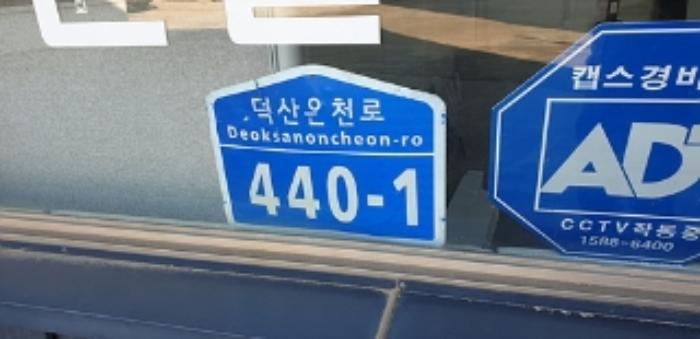 덕산온천로
Deoksanoncheon-ro
440-1
캡스경비
ADT
CCTV작동중
1588-6400